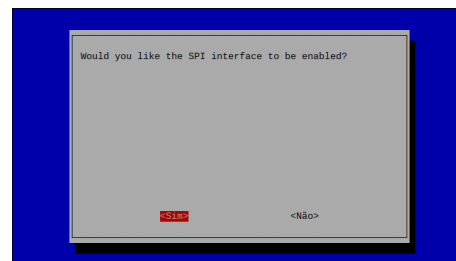 Would you like the SPI interface to be enabled?
<Sim>
<Não>